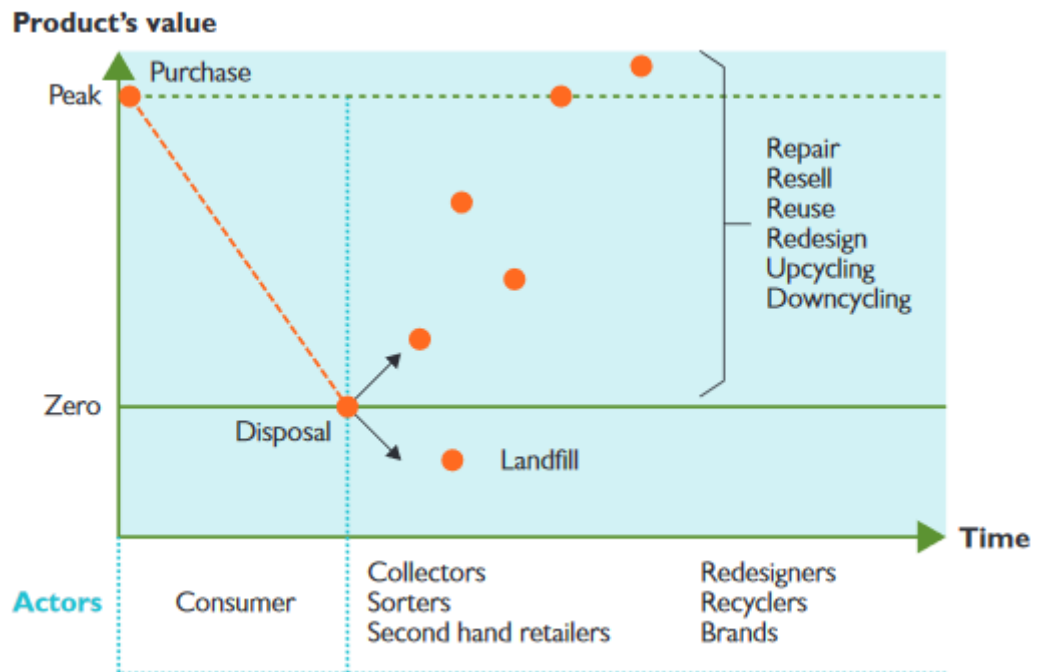 Product's value
Purchase
Peak
Repair
Resell
Reuse
Redesign
Upcycling
Downcycling
Zero
Disposal
Landfill
Time
Actors
Consumer
Collectors
Sorters
Second hand retailers
Redesigners
Recyclers
Brands